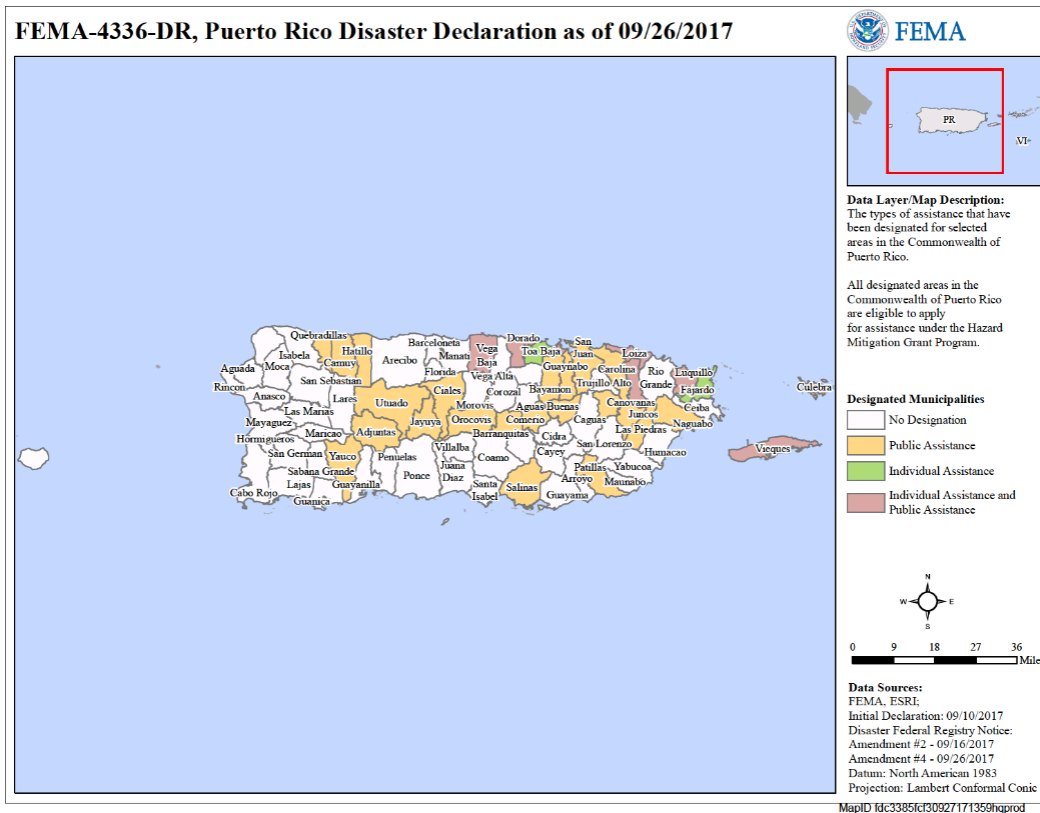 FEMA-4336-DR, Puerto Rico Disaster Declaration as of 09/26/2017
FEMA
PR
VI
Data Layer/Map Description:
The types of assistance that have
been designated for selected
areas in the Commonwealth of
Puerto Rico.
All designated areas in the
Commonwealth of Puerto Rico
are eligible to apply
for assistance under the Hazard
Mitigation Grant Program.
Designated Municipalities
No Designation
Public Assistance
Individual Assistance
Individual Assistance and
Public Assistance
N
W
E
S
0 9 18 27 36
Mile
Data Sources:
FEMA, ESRI;
Initial Declaration: 09/10/2017
Disaster Federal Registry Notice:
Amendment #2 - 09/16/2017
Amendment #4 - 09/26/2017
Datum: North American 1983
Projection: Lambert Conformal Conic
MapID fdc3385fcf30927171359hqprod
Quebradillas
Isabela
Hatillo
Camuy
Moca
Aguada
Rincon
Anasco
San Sebastian
Lares
Las Marias
Mayaguez
Maricao
Hormigueros
San German
Yauco
Sabana Grande
Guayanilla
Lajas
Cabo Rojo
Guanica
Barceloneta
Manati
Arecibo
Florida
Utuado
Ciales
Morovis
Jayuya
Orocovis
Adjuntas
Penuelas
Ponce
Villalba
Juana
Diaz
Coamo
Santa
Isabel
Salinas
Vega
Baja
Vega Alta
Dorado
Toa Baja
Corozal
Bayamon
Guaynabo
San
Juan
Carolina
Trujillo Alto
Loiza
Rio
Grande
Luquillo
Fajardo
Ceiba
Canovanas
Juncos
Naguabo
Aguas Buenas
Comerio
Barranquitas
Cidra
Caguas
Las Piedras
San Lorenzo
Humacao
Cayey
Patillas
Yabucoa
Arroyo
Maunabo
Guayama
Culebra
Vieques